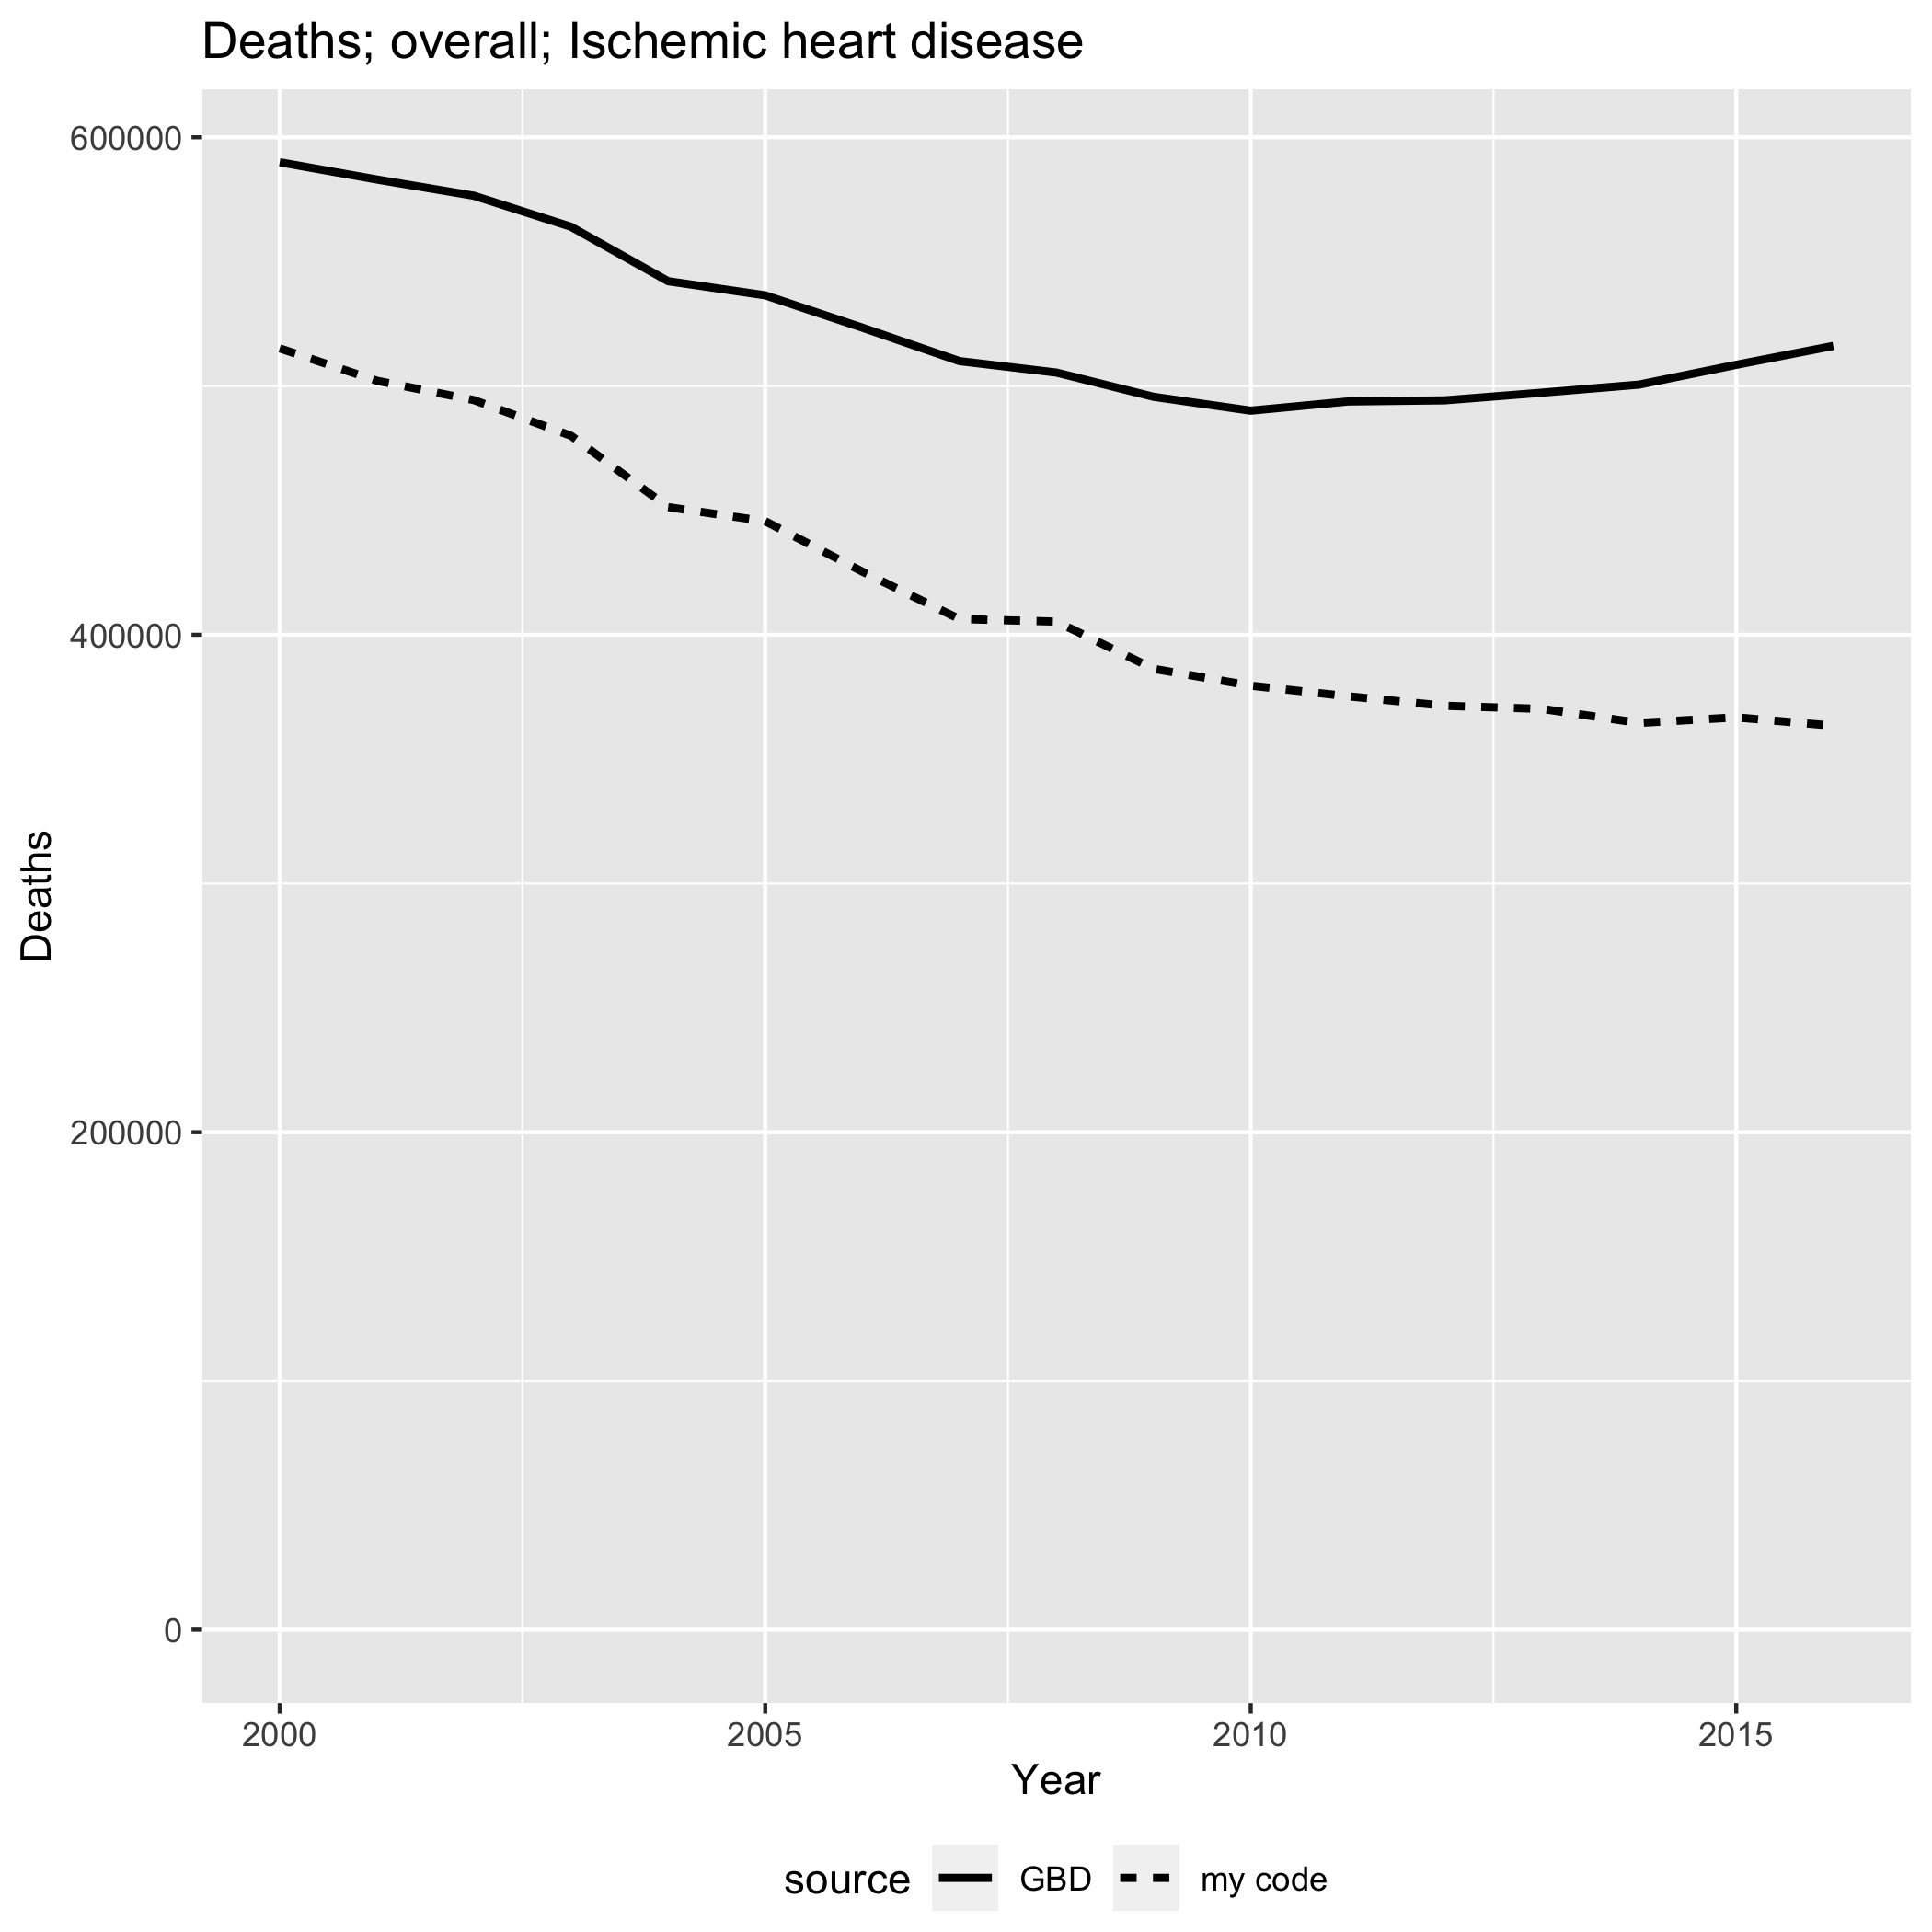 Deaths; overall; Ischemic heart disease
600000
400000
200000
0
Deaths
2000 2005 2010 2015
Year
source GBD my code